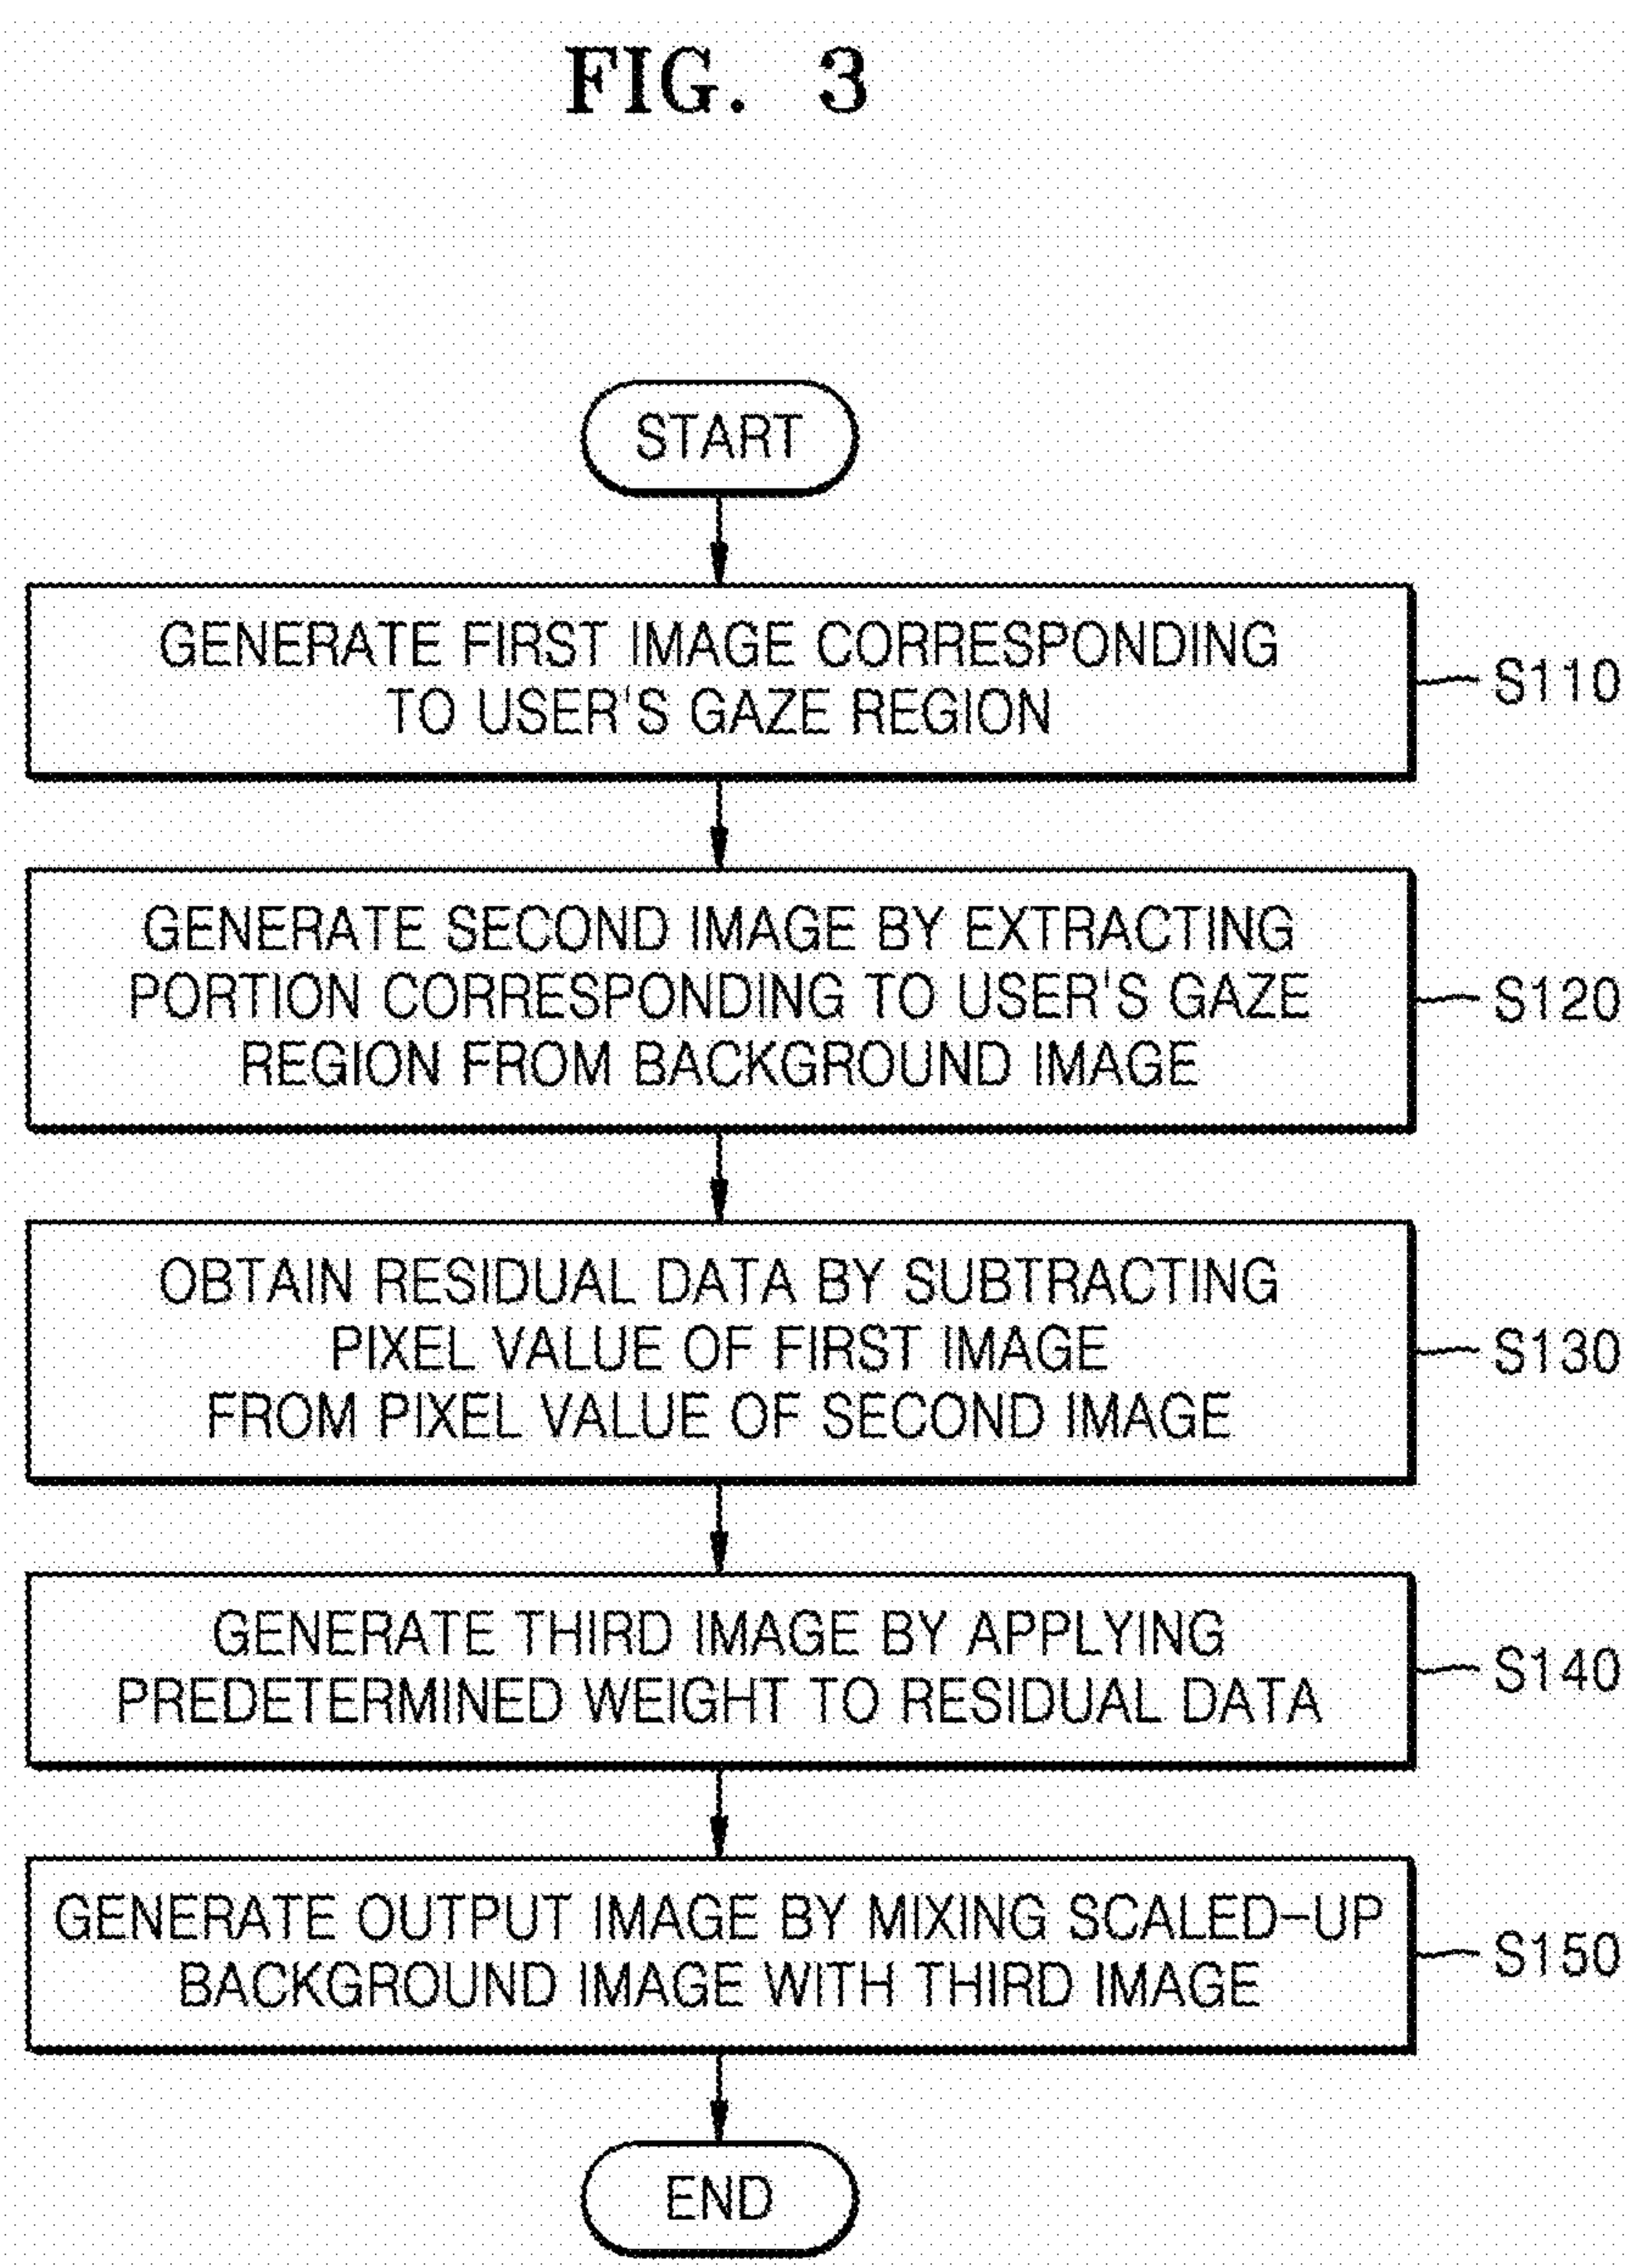 FIG. 3
START
GENERATE FIRST IMAGE CORRESPONDING
TO USER'S GAZE REGION
S110
GENERATE SECOND IMAGE BY EXTRACTING
PORTION CORRESPONDING TO USER'S GAZE
REGION FROM BACKGROUND IMAGE
S120
OBTAIN RESIDUAL DATA BY SUBTRACTING
PIXEL VALUE OF FIRST IMAGE
FROM PIXEL VALUE OF SECOND IMAGE
S130
GENERATE THIRD IMAGE BY APPLYING
PREDETERMINED WEIGHT TO RESIDUAL DATA
S140
GENERATE OUTPUT IMAGE BY MIXING SCALED-UP
BACKGROUND IMAGE WITH THIRD IMAGE
S150
END